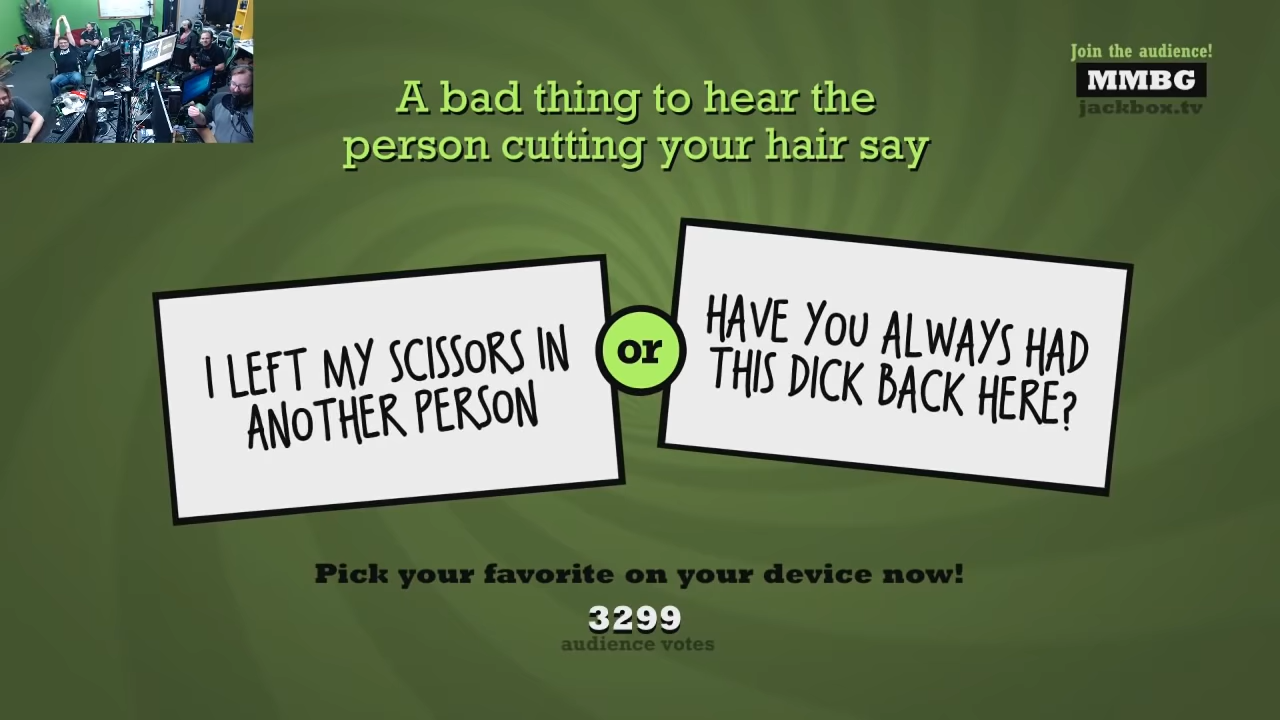 Join the audience!
MMBG
jackbox.tv
A bad thing to hear the
person cutting your hair say
I LEFT MY SCISSORS IN
ANOTHER PERSON
or
HAVE YOU ALWAYS HAD
THIS DICK BACK HERE?
Pick your favorite on your device now!
3299
audience votes